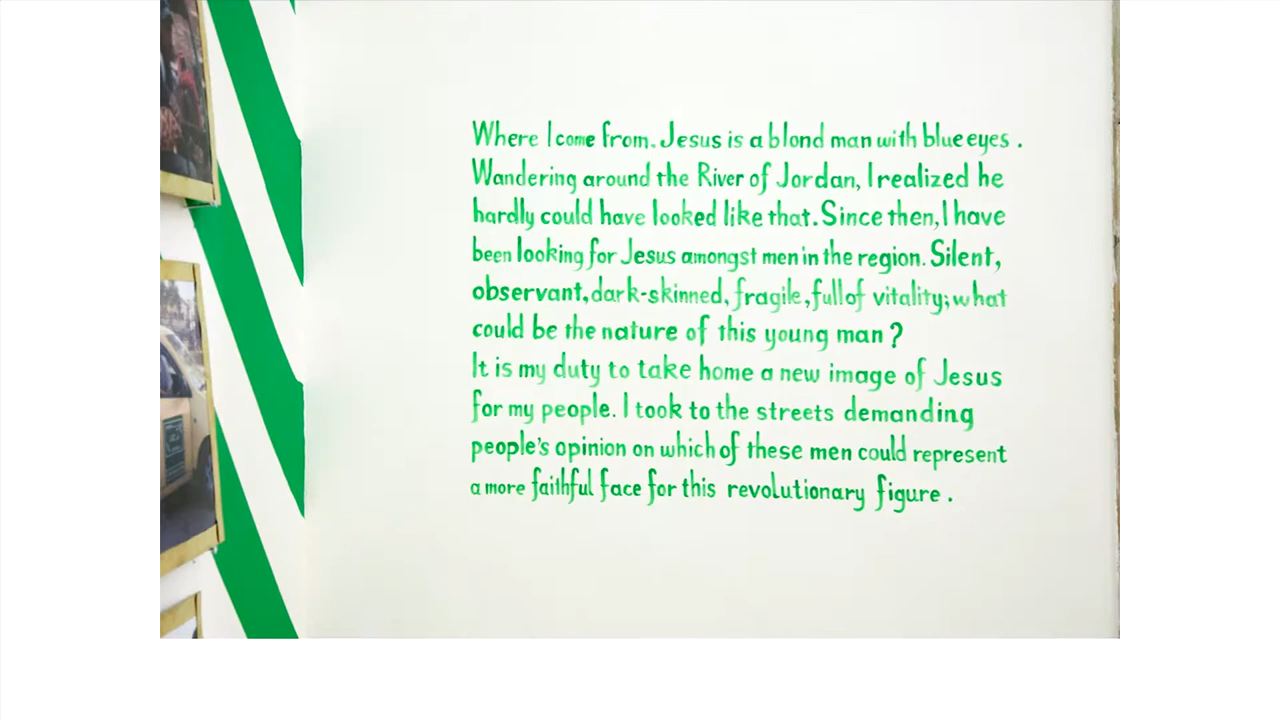 Where I come from. Jesus is a blond man with blue eyes.
Wandering around the River of Jordan, I realized he
hardly could have looked like that. Since then, I have
been looking for Jesus amongst men in the region. Silent,
observant, dark-skinned, fragile, full of vitality; what
could be the nature of this young man?
It is my duty to take home a new image of Jesus
for my people. I took to the streets demanding
people's opinion on which of these men could represent
a more faithful face for this revolutionary figure.